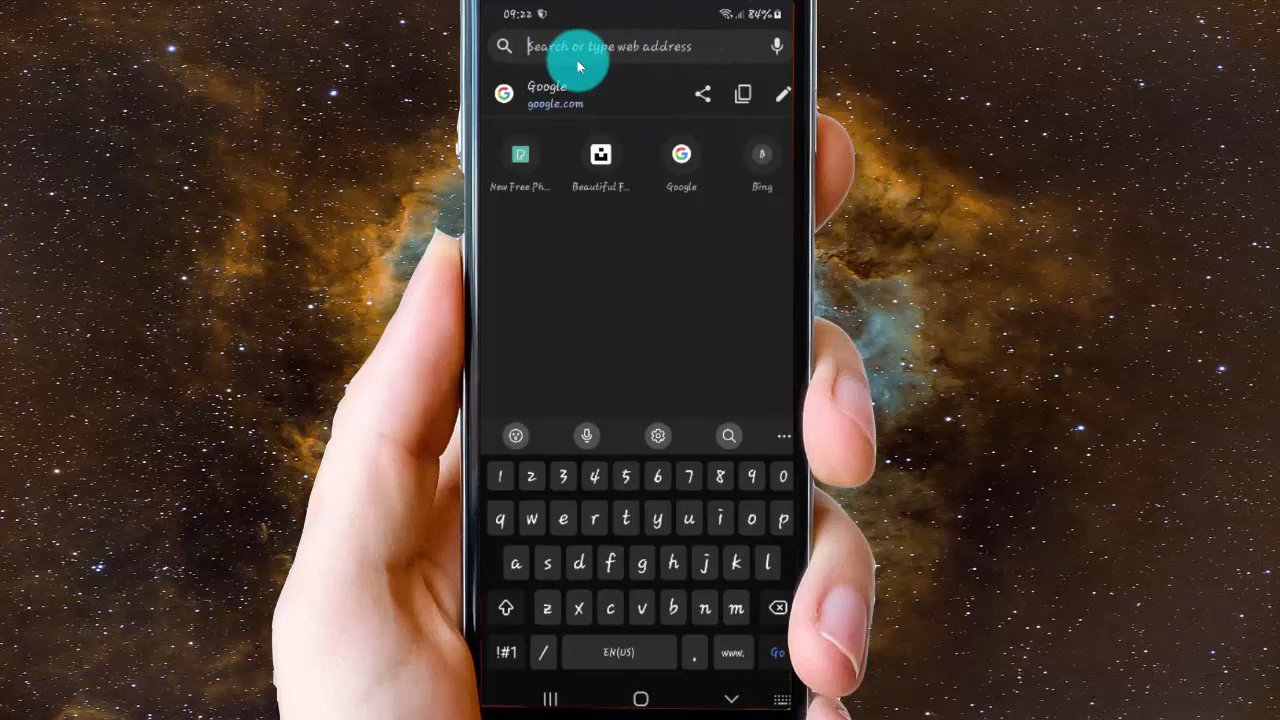 09:22 84%
Search or type web address
Google
google.com
New Free Ph... Beautiful F... Google Bing
1 2 3 4 5 6 7 8 9 0
q w e r t y u i o p
a s d f g h j k l
z x c v b n m
!#1 / EN(US) . www. Go